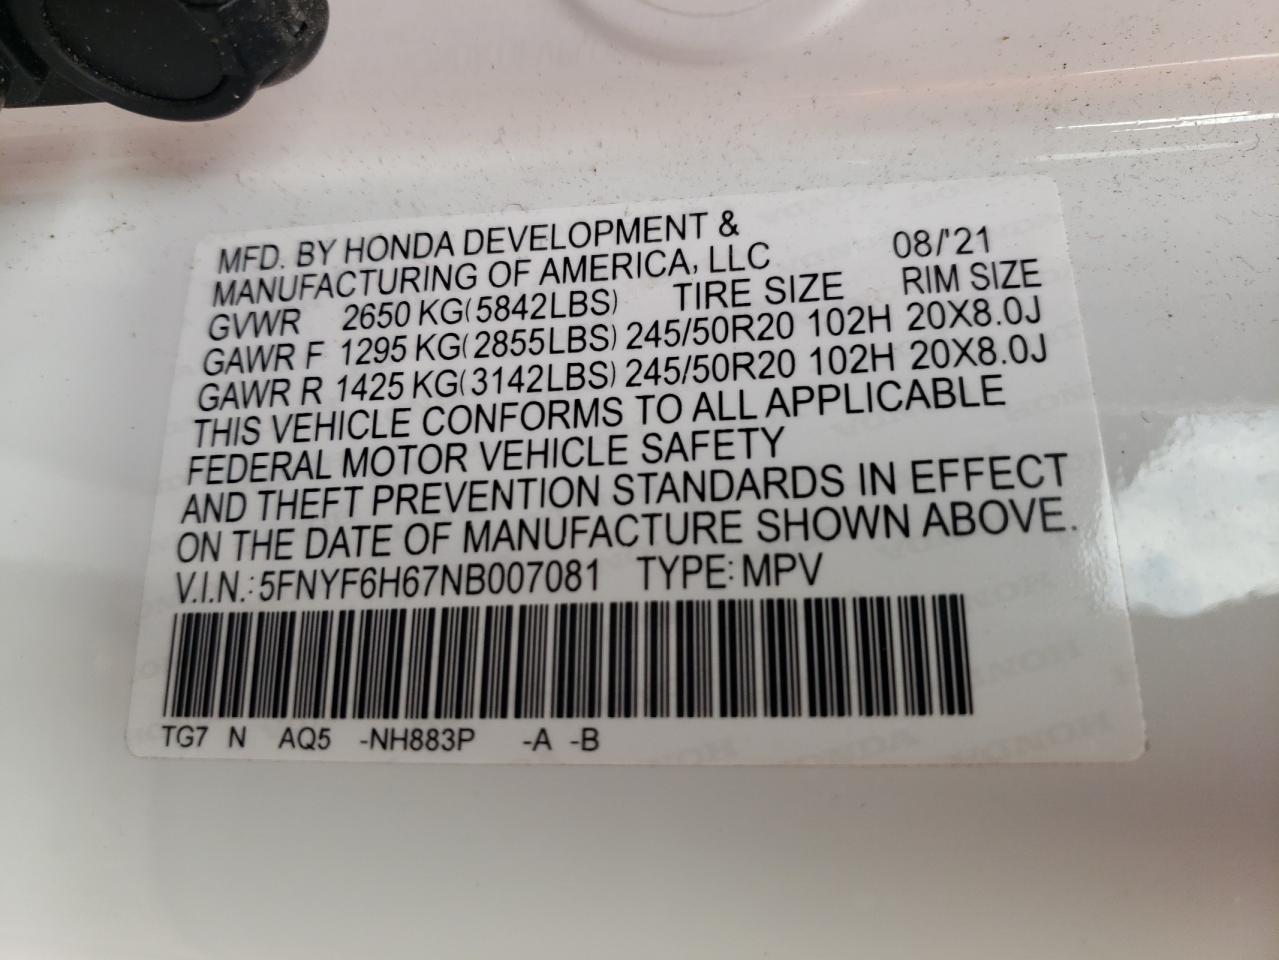 MFD. BY HONDA DEVELOPMENT & 08/'21
MANUFACTURING OF AMERICA, LLC
GVWR 2650 KG(5842LBS) TIRE SIZE RIM SIZE
GAWR F 1295 KG(2855LBS) 245/50R20 102H 20X8.0J
GAWR R 1425 KG(3142LBS) 245/50R20 102H 20X8.0J
THIS VEHICLE CONFORMS TO ALL APPLICABLE
FEDERAL MOTOR VEHICLE SAFETY
AND THEFT PREVENTION STANDARDS IN EFFECT
ON THE DATE OF MANUFACTURE SHOWN ABOVE.
V.I.N.: 5FNYF6H67NB007081 TYPE: MPV
TG7 N AQ5 -NH883P -A -B